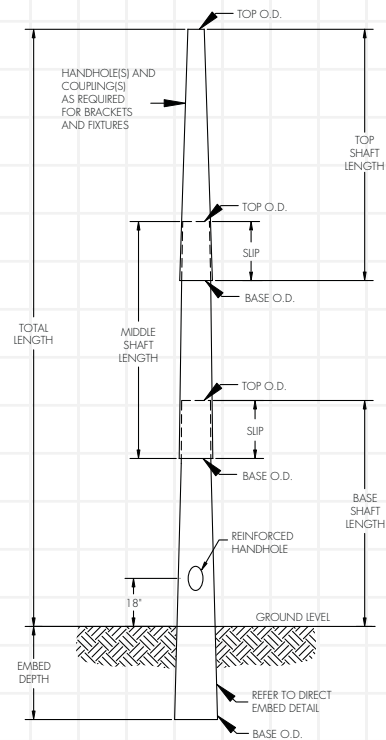 TOP O.D.
HANDHOLE(S) AND
COUPLING(S)
AS REQUIRED
FOR BRACKETS
AND FIXTURES
TOP
SHAFT
LENGTH
TOP O.D.
SLIP
BASE O.D.
TOTAL
LENGTH
MIDDLE
SHAFT
LENGTH
TOP O.D.
SLIP
BASE O.D.
BASE
SHAFT
LENGTH
REINFORCED
HANDHOLE
18"
GROUND LEVEL
EMBED
DEPTH
REFER TO DIRECT
EMBED DETAIL
BASE O.D.